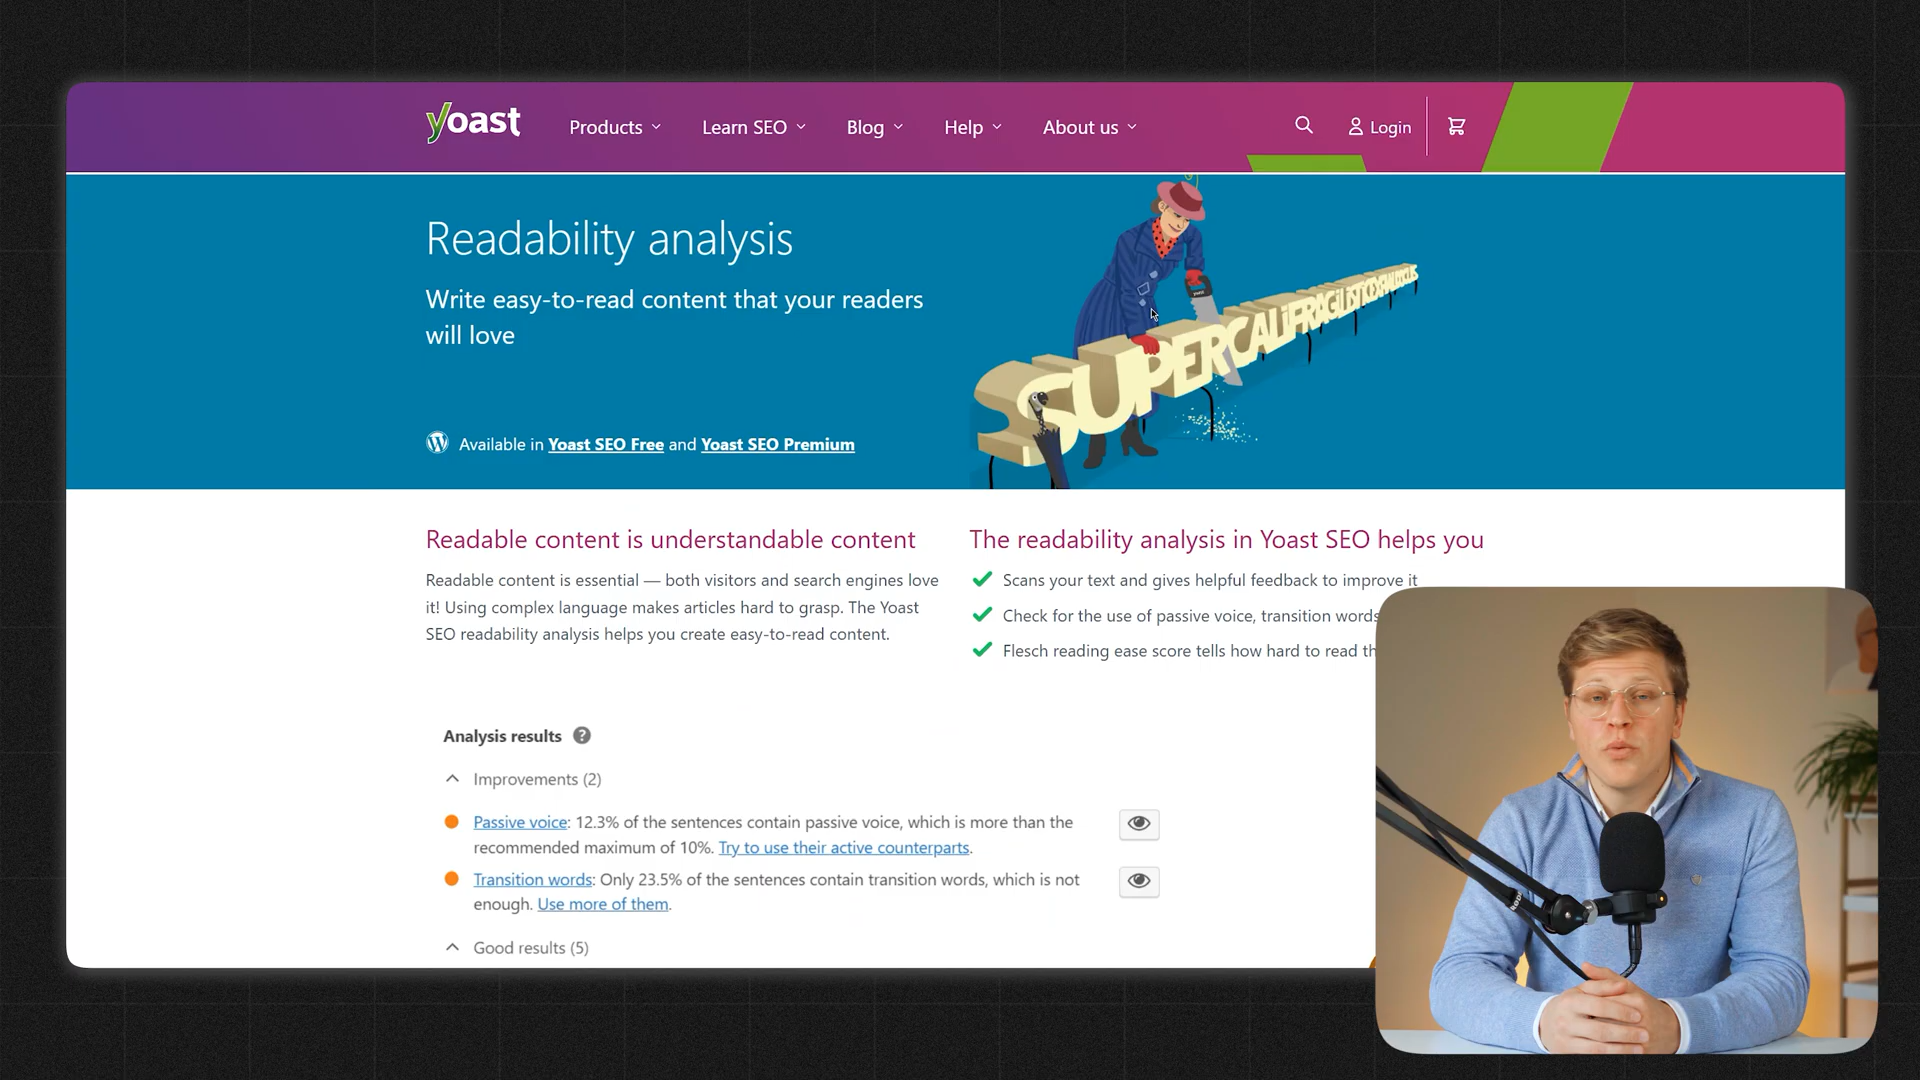 yoast
Products
Learn SEO
Blog
Help
About us
Login
Readability analysis
Write easy-to-read content that your readers
will love
Available in Yoast SEO Free and Yoast SEO Premium
SUPERCALIFRAGILISTICEXPIALIDOCIOUS
Readable content is understandable content
Readable content is essential — both visitors and search engines love
it! Using complex language makes articles hard to grasp. The Yoast
SEO readability analysis helps you create easy-to-read content.
The readability analysis in Yoast SEO helps you
Scans your text and gives helpful feedback to improve it
Check for the use of passive voice, transition words
Flesch reading ease score tells how hard to read th
Analysis results ?
Improvements (2)
Passive voice: 12.3% of the sentences contain passive voice, which is more than the
recommended maximum of 10%. Try to use their active counterparts.
Transition words: Only 23.5% of the sentences contain transition words, which is not
enough. Use more of them.
Good results (5)
RØDE